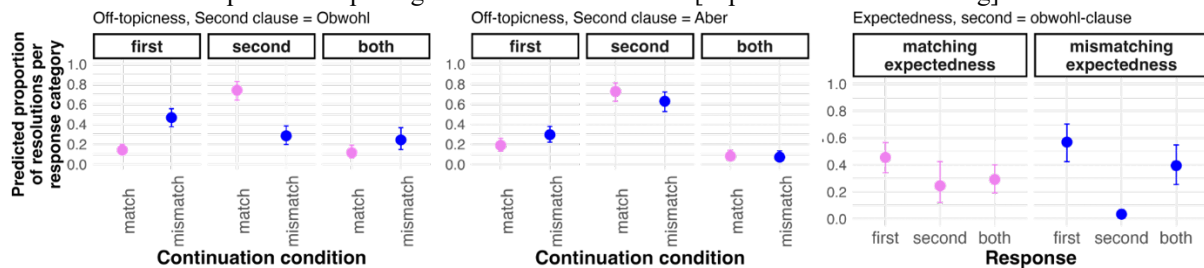 Off-topicness, Second clause = Obwohl
first second both
1.0
0.8
0.6
0.4
0.2
0.0
match mismatch match mismatch match mismatch
Continuation condition
Predicted proportion
of resolutions per
response category
Off-topicness, Second clause = Aber
first second both
1.0
0.8
0.6
0.4
0.2
0.0
match mismatch match mismatch match mismatch
Continuation condition
Expectedness, second = obwohl-clause
matching
expectedness
mismatching
expectedness
1.0
0.8
0.6
0.4
0.2
0.0
first second both first second both
Response